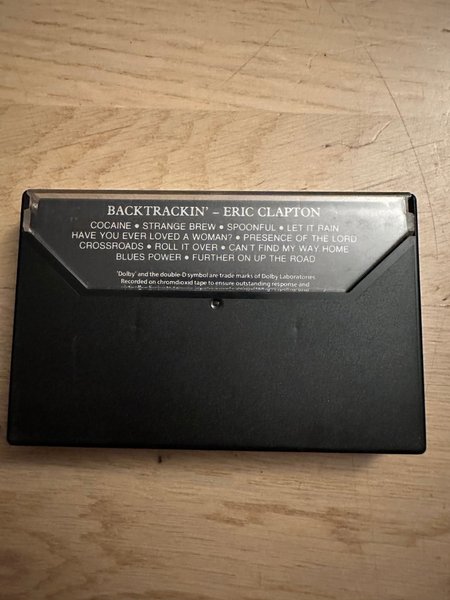 BACKTRACKIN' – ERIC CLAPTON
COCAINE • STRANGE BREW • SPOONFUL • LET IT RAIN
HAVE YOU EVER LOVED A WOMAN? • PRESENCE OF THE LORD
CROSSROADS • ROLL IT OVER • CAN'T FIND MY WAY HOME
BLUES POWER • FURTHER ON UP THE ROAD
'Dolby' and the double-D symbol are trade marks of Dolby Laboratories.
Recorded on chromdioxid tape to ensure outstanding response and